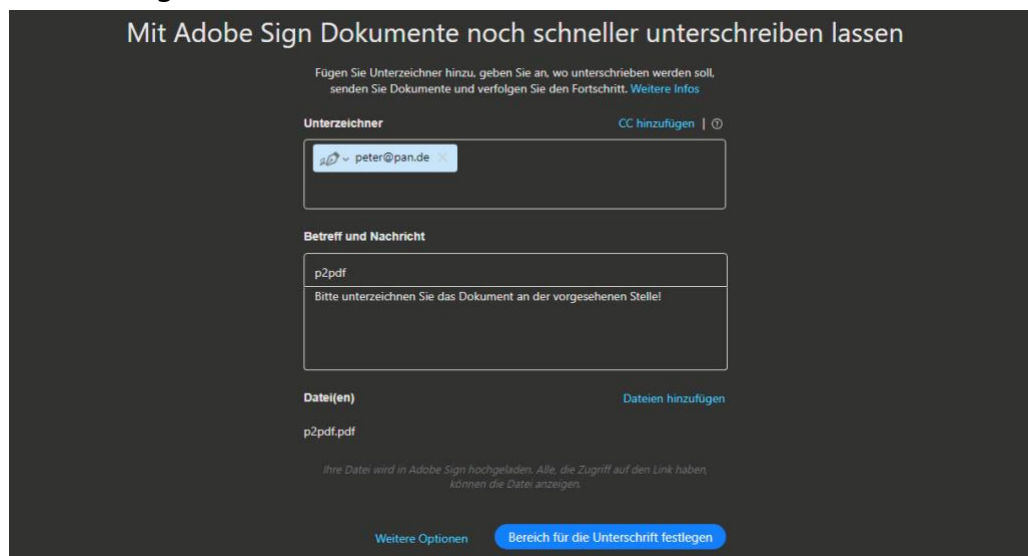 Mit Adobe Sign Dokumente noch schneller unterschreiben lassen
Fügen Sie Unterzeichner hinzu, geben Sie an, wo unterschrieben werden soll,
senden Sie Dokumente und verfolgen Sie den Fortschritt. Weitere Infos
Unterzeichner CC hinzufügen | ?
peter@pan.de
Betreff und Nachricht
p2pdf
Bitte unterzeichnen Sie das Dokument an der vorgesehenen Stelle!
Datei(en) Dateien hinzufügen
p2pdf.pdf
Ihre Datei wird in Adobe Sign hochgeladen. Alle, die Zugriff auf den Link haben,
können die Datei anzeigen.
Weitere Optionen Bereich für die Unterschrift festlegen